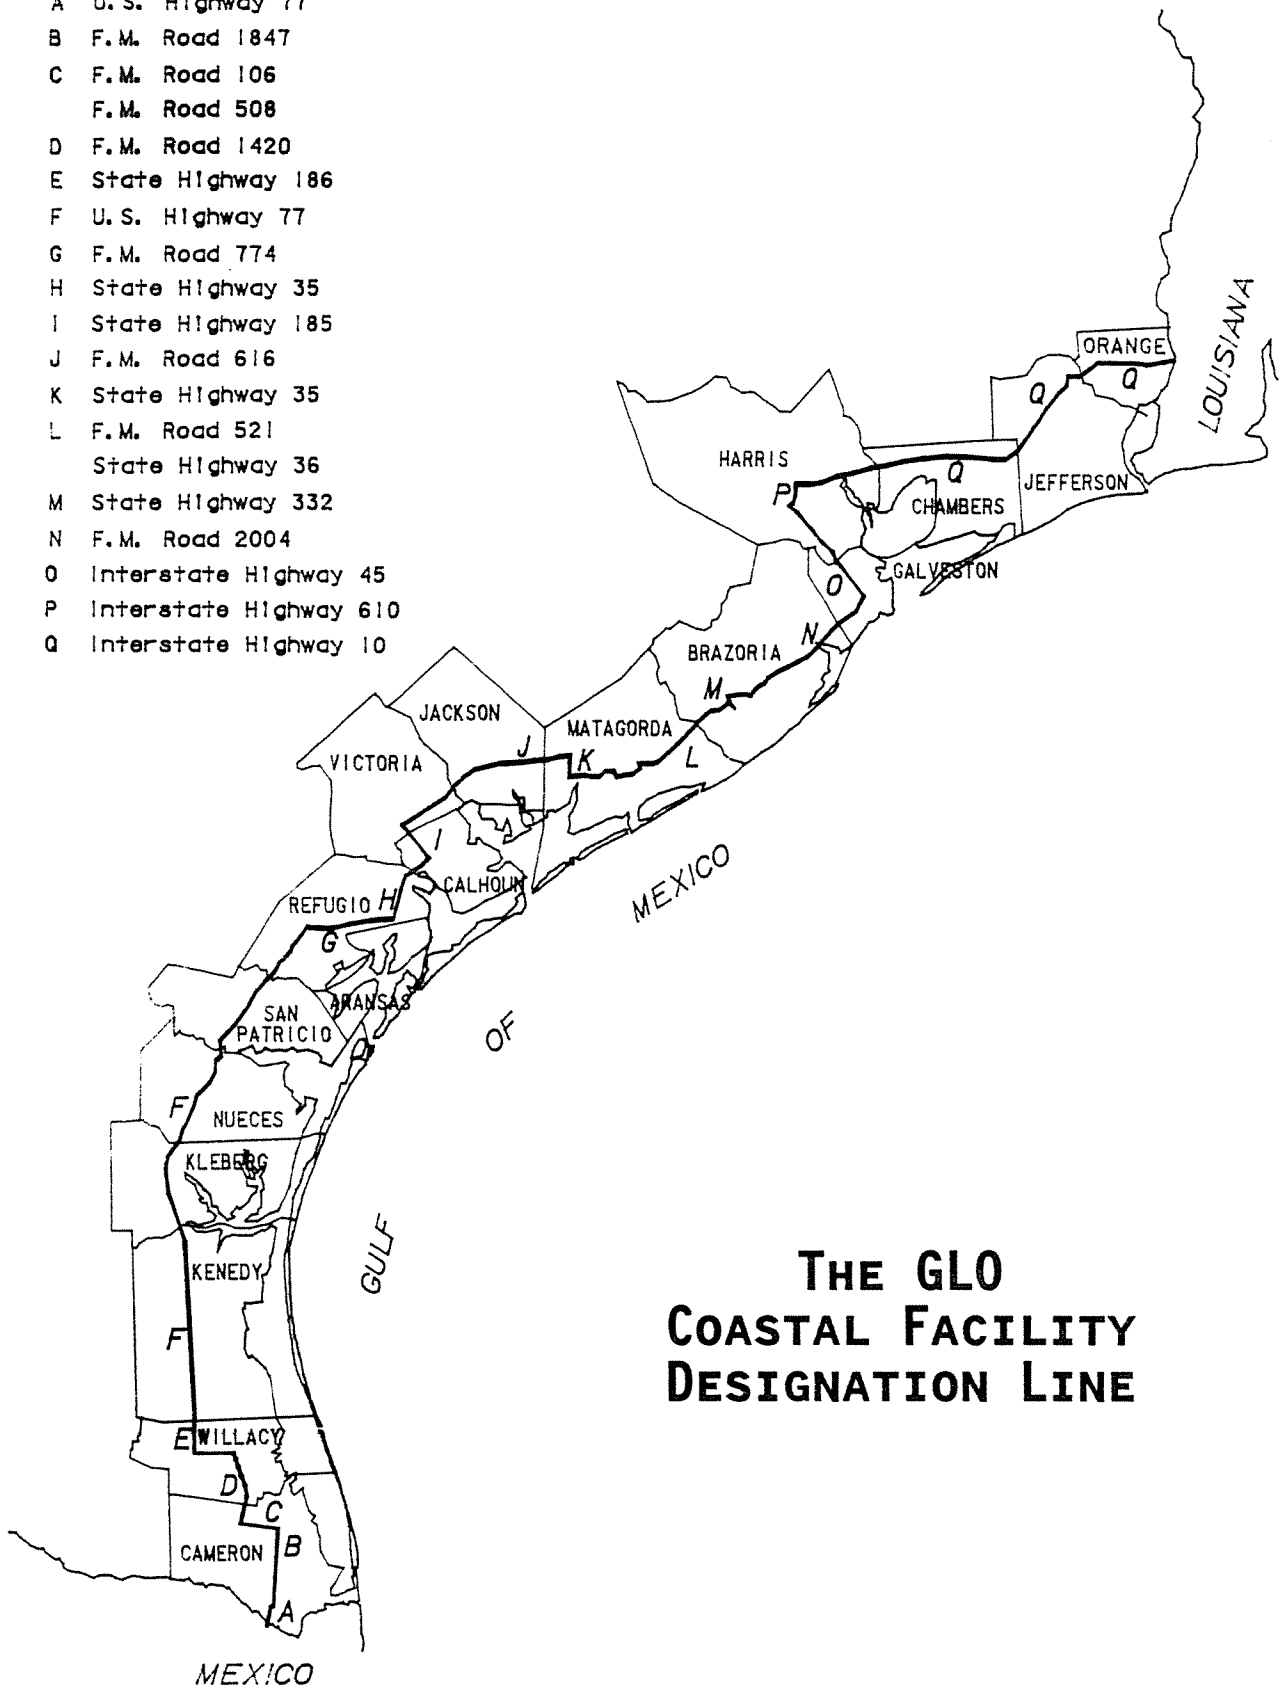 A U.S. Highway 77
B F.M. Road 1847
C F.M. Road 106
F.M. Road 508
D F.M. Road 1420
E State Highway 186
F U.S. Highway 77
G F.M. Road 774
H State Highway 35
I State Highway 185
J F.M. Road 616
K State Highway 35
L F.M. Road 521
State Highway 36
M State Highway 332
N F.M. Road 2004
O Interstate Highway 45
P Interstate Highway 610
Q Interstate Highway 10
ORANGE
Q
Q
LOUISIANA
HARRIS
Q
P
JEFFERSON
CHAMBERS
GALVESTON
O
N
BRAZORIA
M
JACKSON
MATAGORDA
J
K
L
VICTORIA
I
CALHOUN
MEXICO
REFUGIO
H
G
ARANSAS
SAN
PATRICIO
OF
F
NUECES
KLEBERG
GULF
KENEDY
F
THE GLO
COASTAL FACILITY
DESIGNATION LINE
E
WILLACY
D
C
B
CAMERON
A
MEXICO